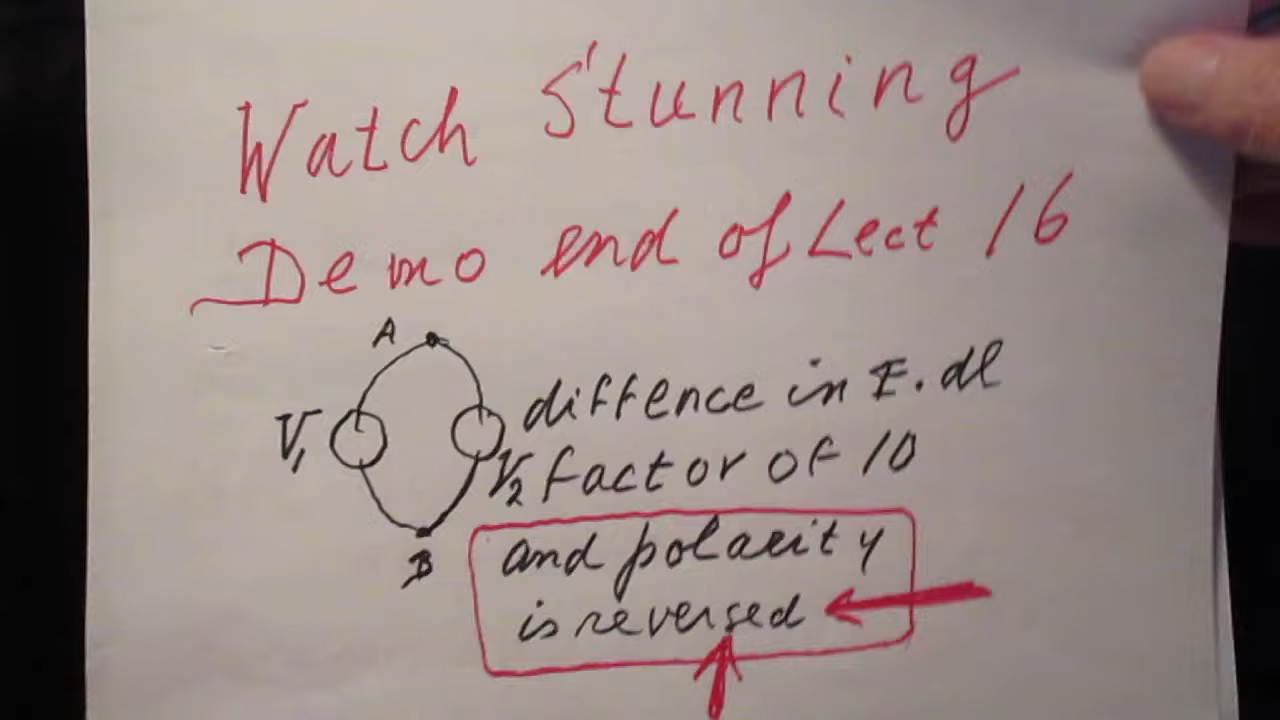 Watch Stunning
Demo end of Lect 16
A
V1
diffence in E.dl
V2 factor of 10
B
and polarity
is reversed